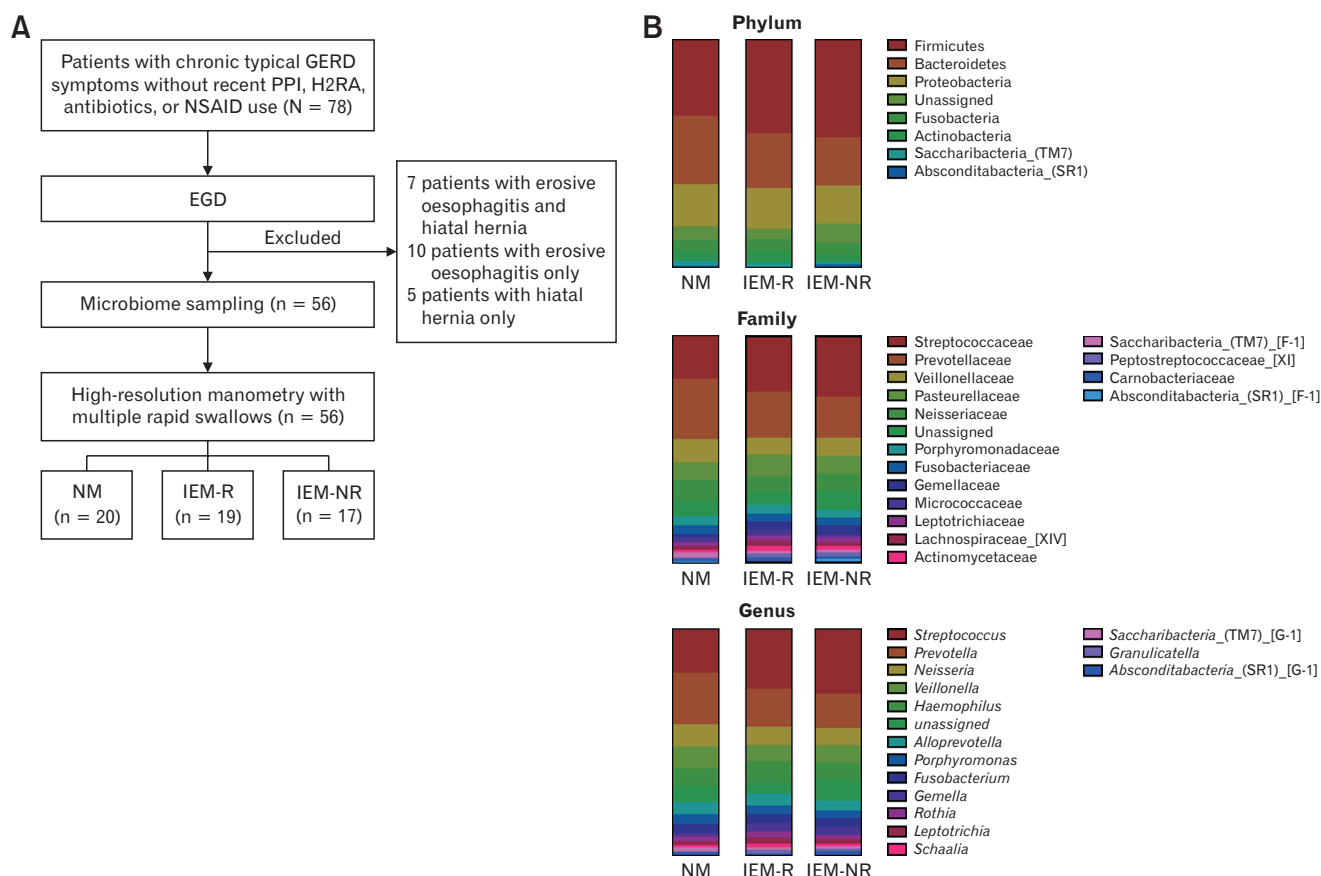 A
Patients with chronic typical GERD
symptoms without recent PPI, H2RA,
antibiotics, or NSAID use (N = 78)
EGD
Excluded
7 patients with erosive
oesophagitis and
hiatal hernia
10 patients with erosive
oesophagitis only
5 patients with hiatal
hernia only
Microbiome sampling (n = 56)
High-resolution manometry with
multiple rapid swallows (n = 56)
NM
(n = 20)
IEM-R
(n = 19)
IEM-NR
(n = 17)
B
Phylum
NM
IEM-R
IEM-NR
Firmicutes
Bacteroidetes
Proteobacteria
Unassigned
Fusobacteria
Actinobacteria
Saccharibacteria_(TM7)
Absconditabacteria_(SR1)
Family
NM
IEM-R
IEM-NR
Streptococcaceae
Prevotellaceae
Veillonellaceae
Pasteurellaceae
Neisseriaceae
Unassigned
Porphyromonadaceae
Fusobacteriaceae
Gemellaceae
Micrococcaceae
Leptotrichiaceae
Lachnospiraceae_[XIV]
Actinomycetaceae
Saccharibacteria_(TM7)_[F-1]
Peptostreptococcaceae_[XI]
Carnobacteriaceae
Absconditabacteria_(SR1)_[F-1]
Genus
NM
IEM-R
IEM-NR
Streptococcus
Prevotella
Neisseria
Veillonella
Haemophilus
unassigned
Alloprevotella
Porphyromonas
Fusobacterium
Gemella
Rothia
Leptotrichia
Schaalia
Saccharibacteria_(TM7)_[G-1]
Granulicatella
Absconditabacteria_(SR1)_[G-1]